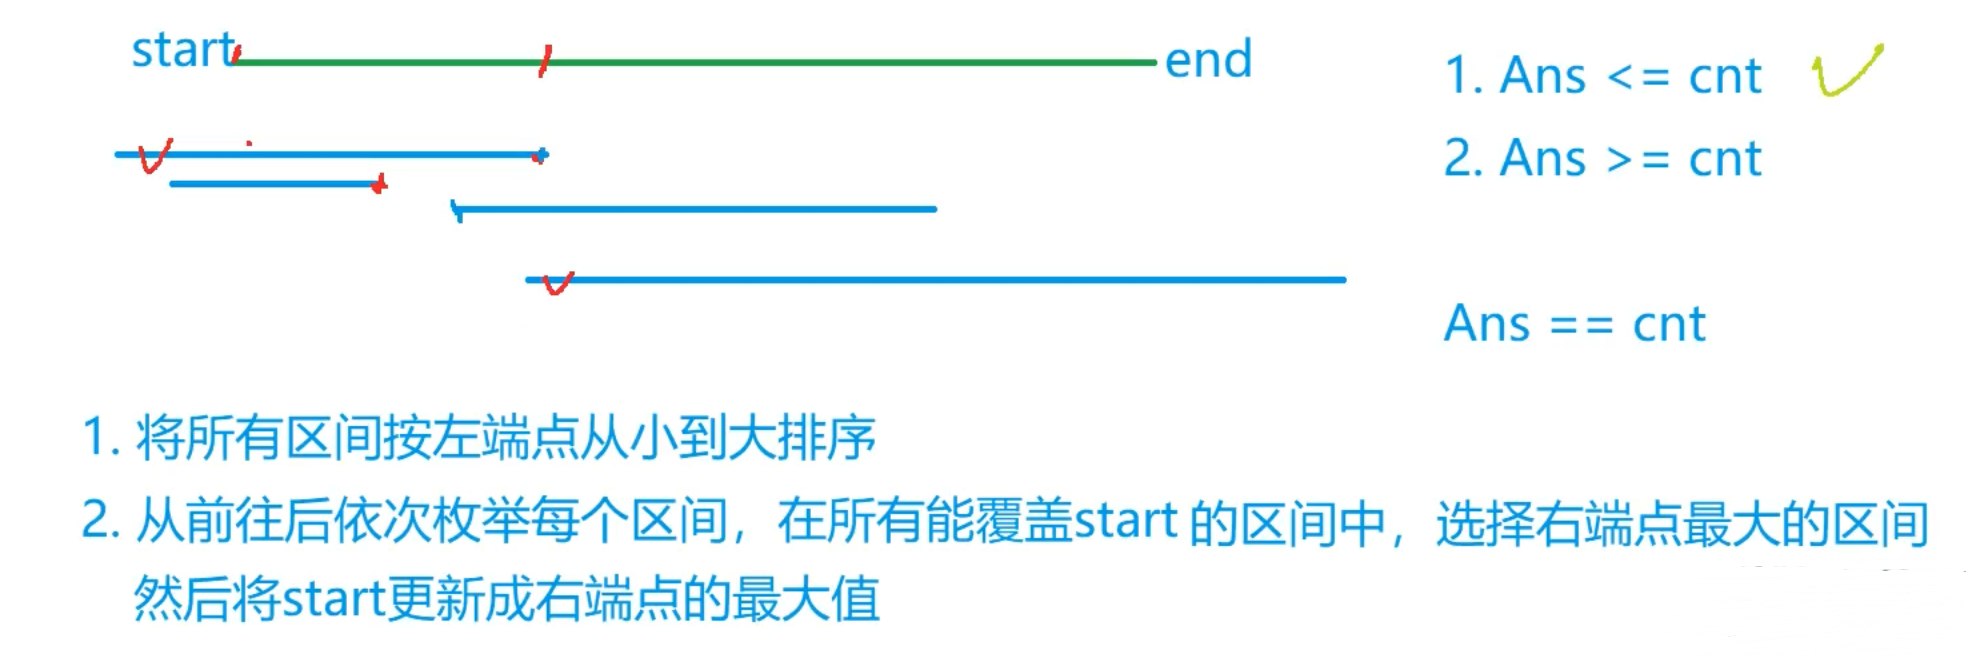 start
end
1. Ans <= cnt
2. Ans >= cnt
Ans == cnt
1. 将所有区间按左端点从小到大排序
2. 从前往后依次枚举每个区间，在所有能覆盖start 的区间中，选择右端点最大的区间
然后将start更新成右端点的最大值